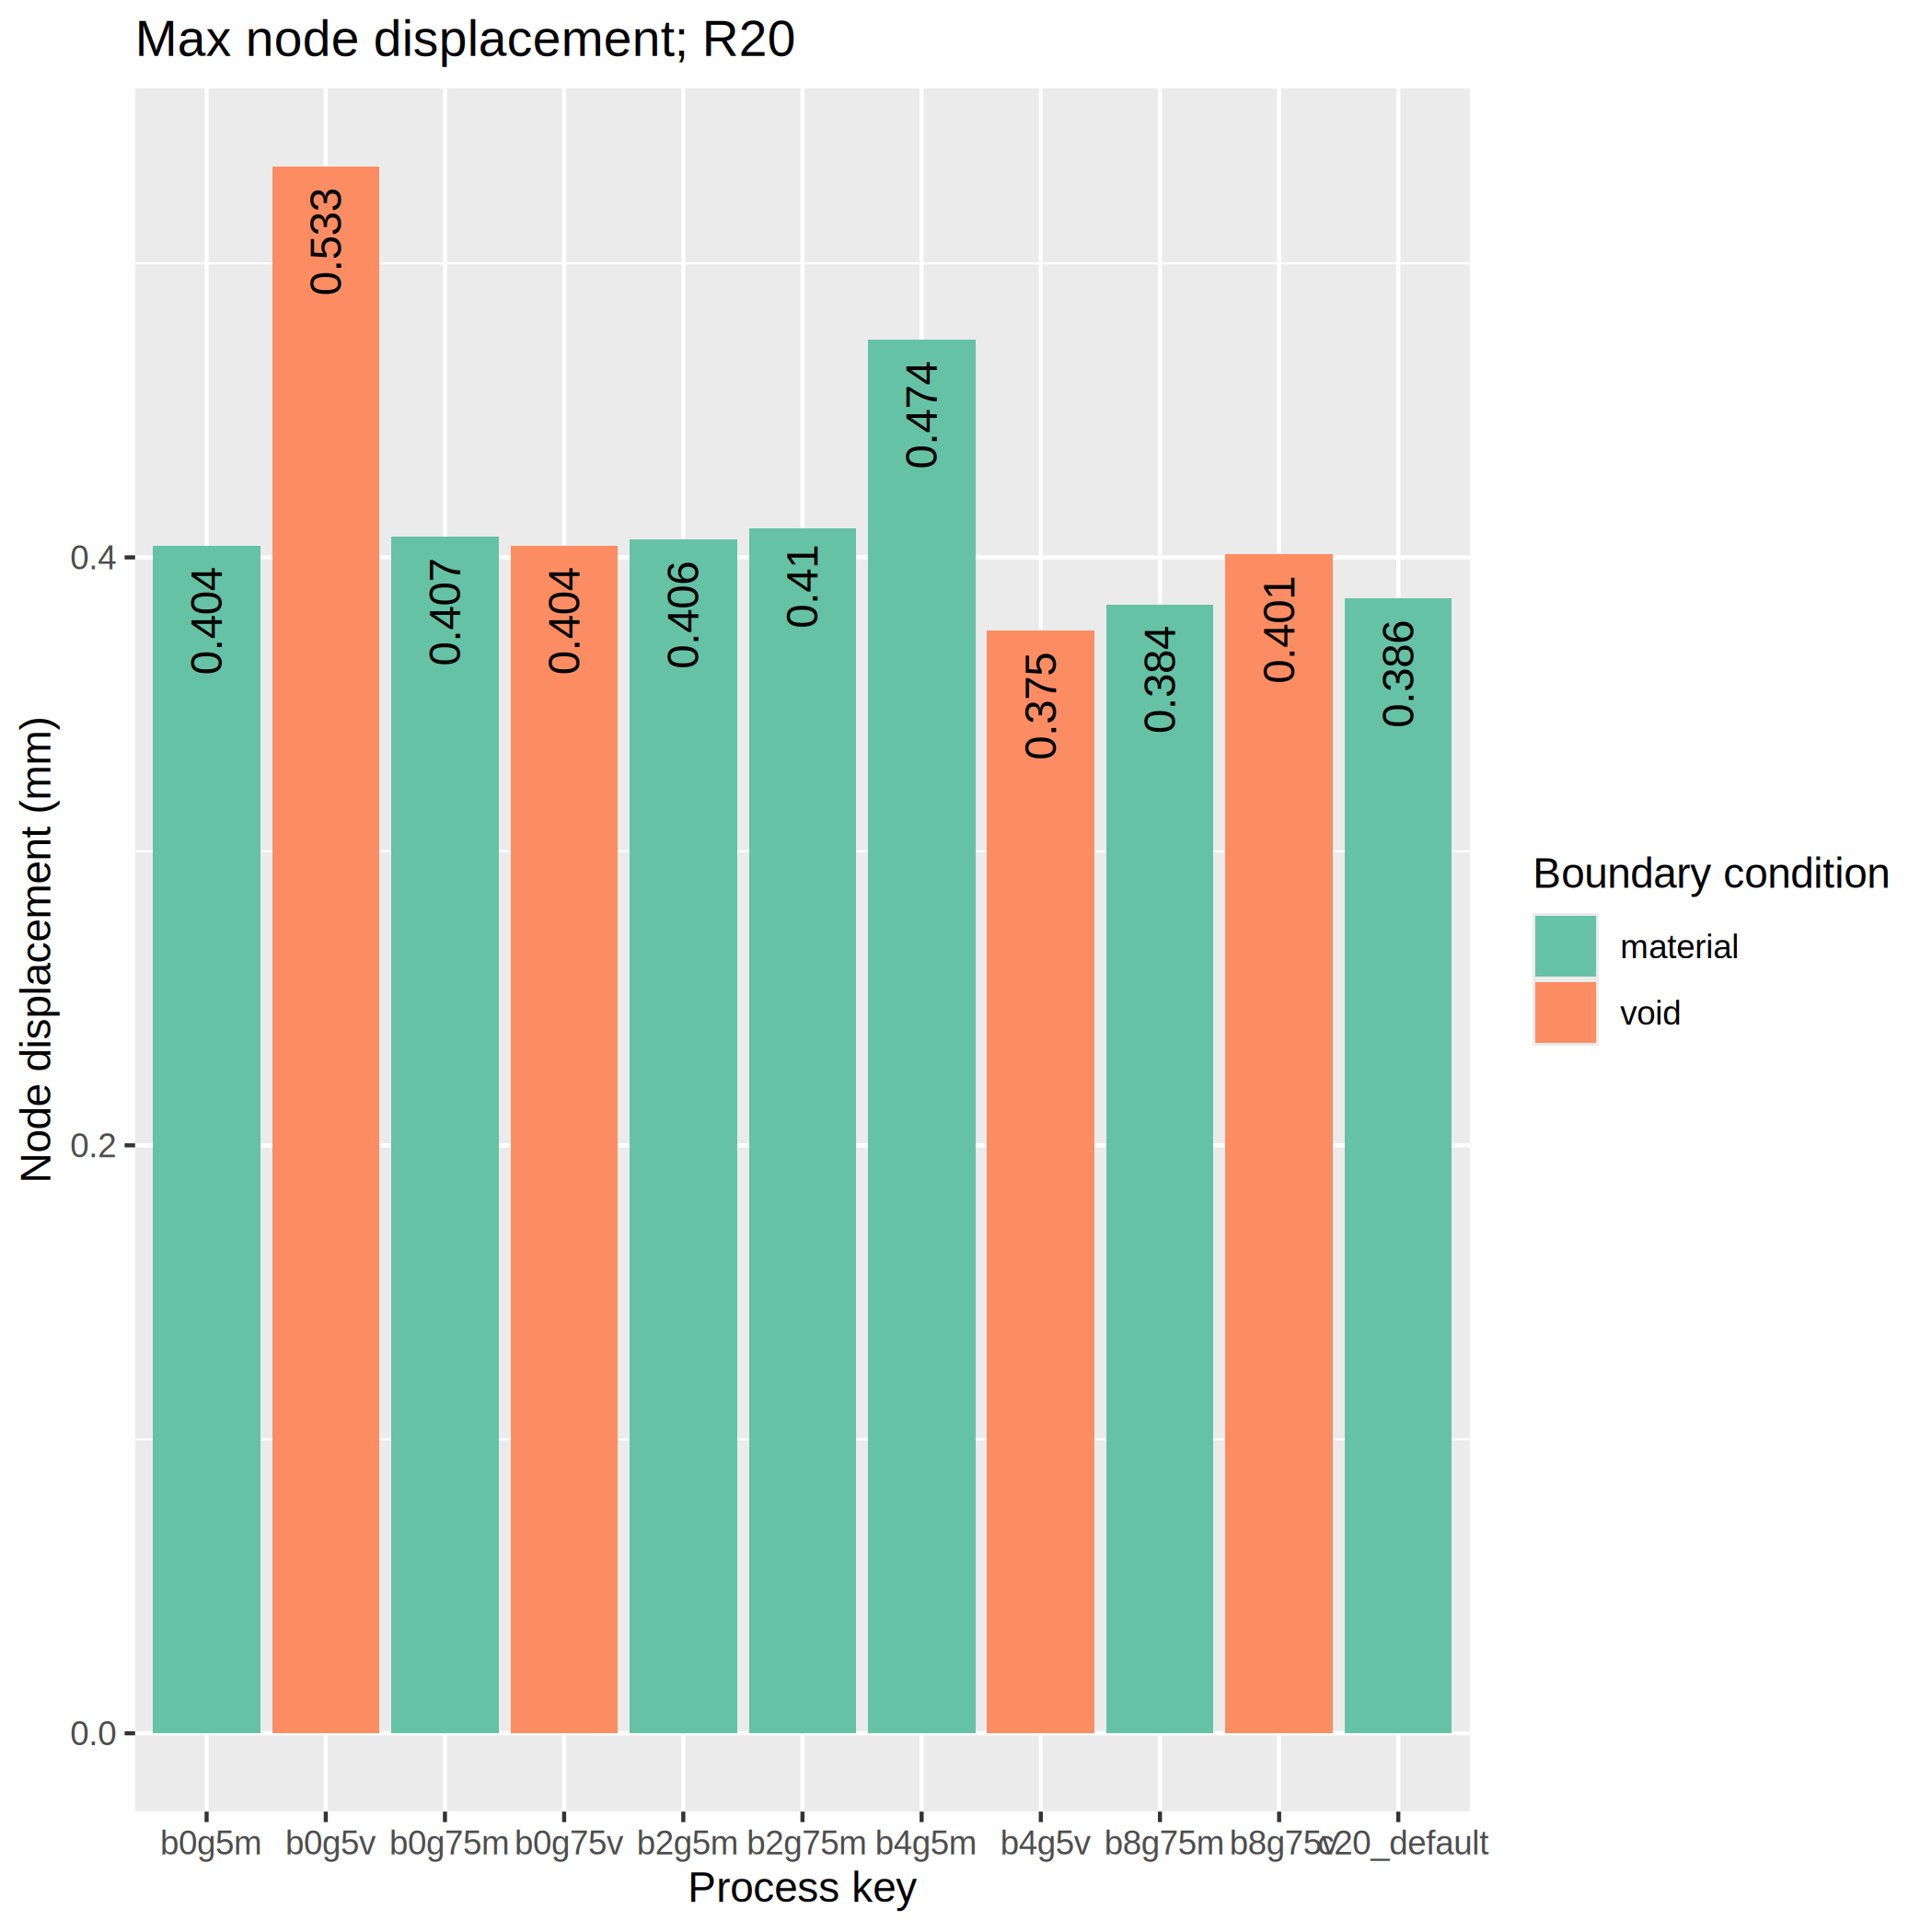 Max node displacement; R20
0.533
0.474
0.404
0.407
0.404
0.406
0.41
0.375
0.384
0.401
0.386
0.4
0.2
0.0
Node displacement (mm)
b0g5m b0g5v b0g75m b0g75v b2g5m b2g75m b4g5m b4g5v b8g75m b8g75v c20_default
Process key
Boundary condition
material
void